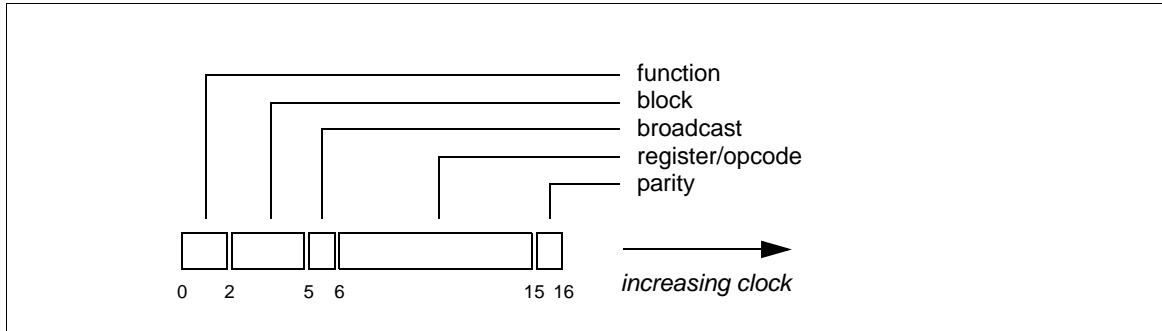 function
block
broadcast
register/opcode
parity
0 2 5 6 15 16
increasing clock